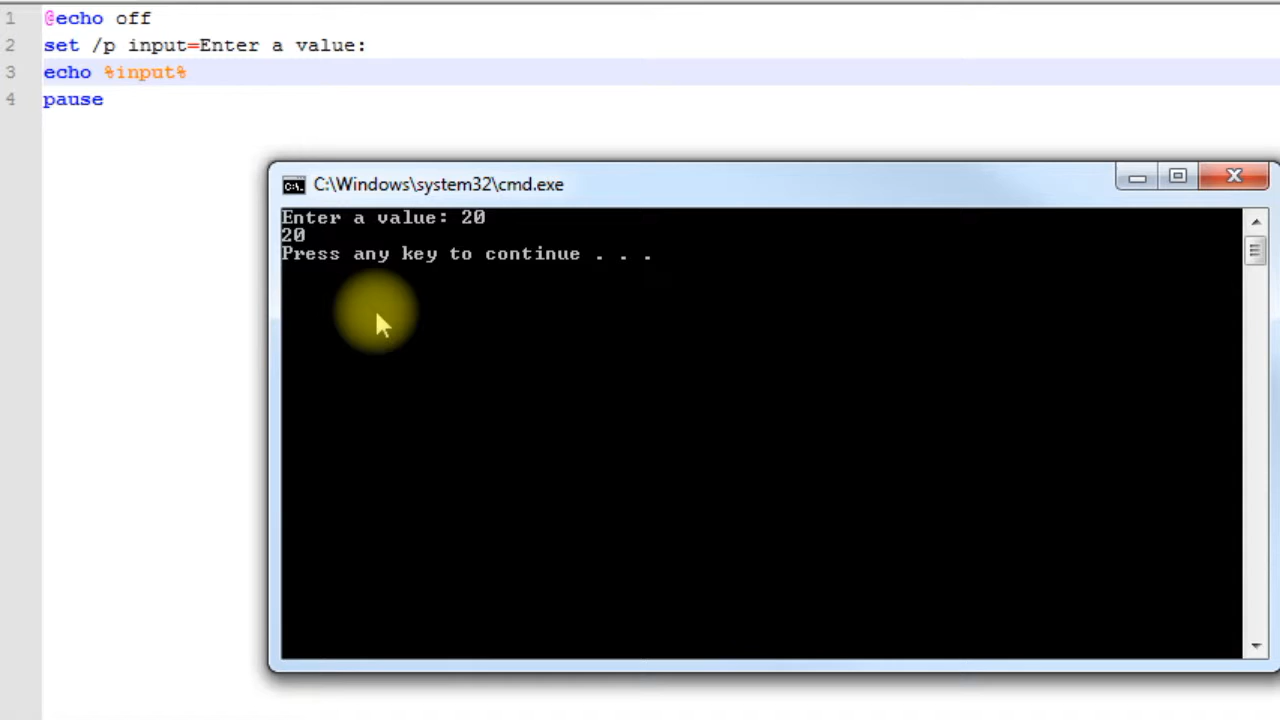 1 @echo off
2 set /p input=Enter a value:
3 echo %input%
4 pause
C:\Windows\system32\cmd.exe
Enter a value: 20
20
Press any key to continue . . .